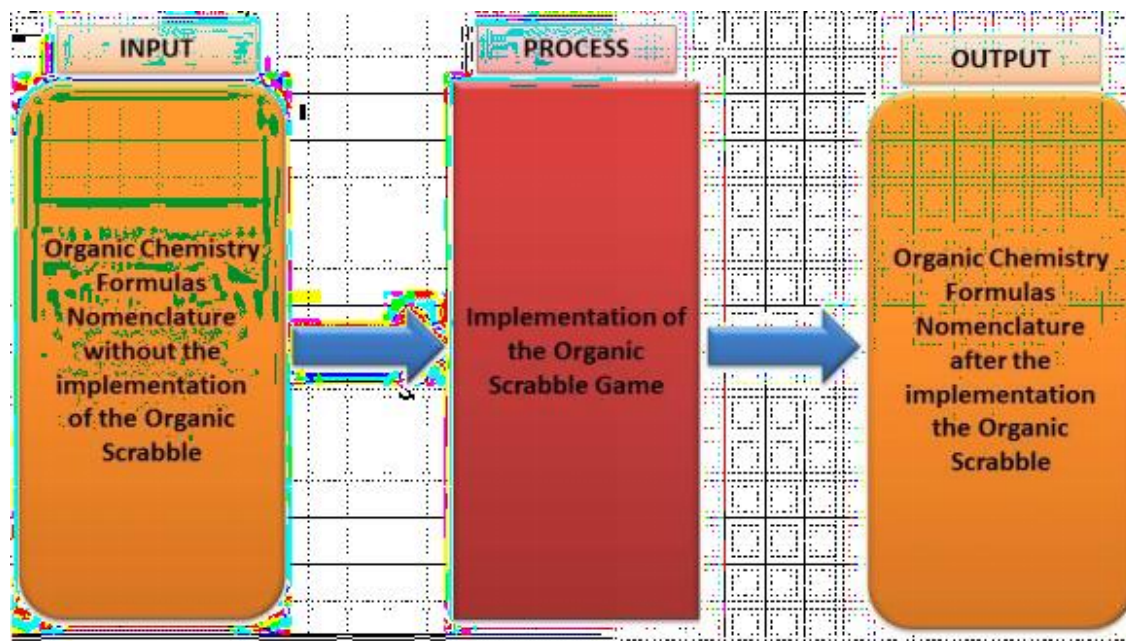 INPUT
Organic Chemistry
Formulas
Nomenclature
without the
implementation
of the Organic
Scrabble
PROCESS
Implementation of
the Organic
Scrabble Game
OUTPUT
Organic Chemistry
Formulas
Nomenclature
after the
implementation
the Organic
Scrabble